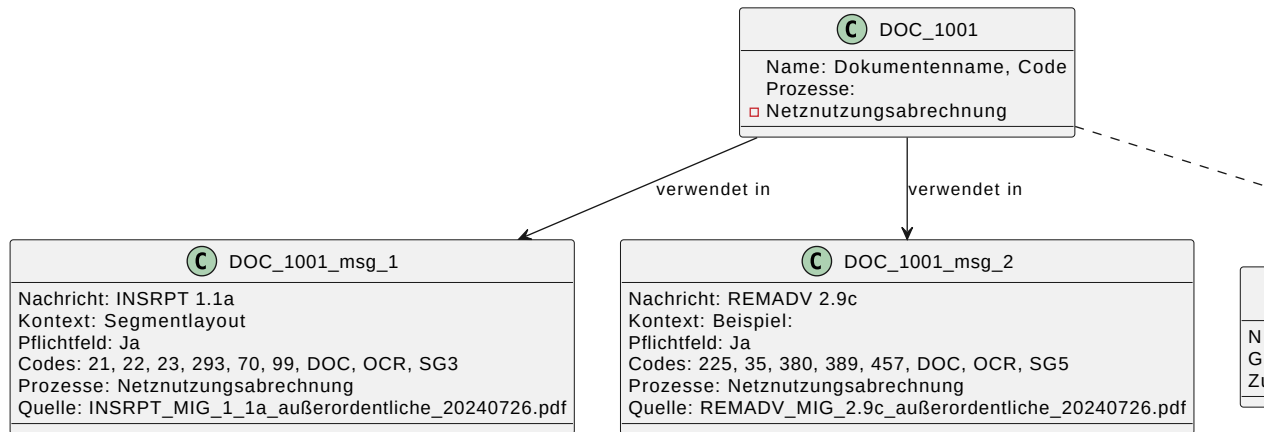 C DOC_1001
Name: Dokumentenname, Code
Prozesse:
Netznutzungsabrechnung
verwendet in
verwendet in
C DOC_1001_msg_1
Nachricht: INSRPT 1.1a
Kontext: Segmentlayout
Pflichtfeld: Ja
Codes: 21, 22, 23, 293, 70, 99, DOC, OCR, SG3
Prozesse: Netznutzungsabrechnung
Quelle: INSRPT_MIG_1_1a_außerordentliche_20240726.pdf
C DOC_1001_msg_2
Nachricht: REMADV 2.9c
Kontext: Beispiel:
Pflichtfeld: Ja
Codes: 225, 35, 380, 389, 457, DOC, OCR, SG5
Prozesse: Netznutzungsabrechnung
Quelle: REMADV_MIG_2.9c_außerordentliche_20240726.pdf